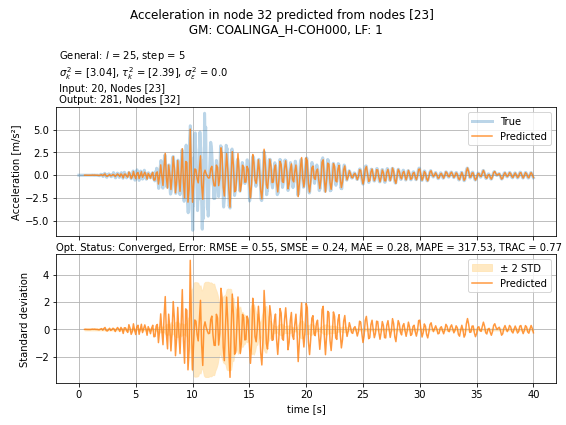 Acceleration in node 32 predicted from nodes [23]
GM: COALINGA_H-COH000, LF: 1
General: l = 25, step = 5
σ²ₖ = [3.04], τ²ₖ = [2.39], σ²ε = 0.0
Input: 20, Nodes [23]
Output: 281, Nodes [32]
Acceleration [m/s²]
5.0
2.5
0.0
−2.5
−5.0
True
Predicted
Opt. Status: Converged, Error: RMSE = 0.55, SMSE = 0.24, MAE = 0.28, MAPE = 317.53, TRAC = 0.77
Standard deviation
4
2
0
−2
± 2 STD
Predicted
0 5 10 15 20 25 30 35 40
time [s]